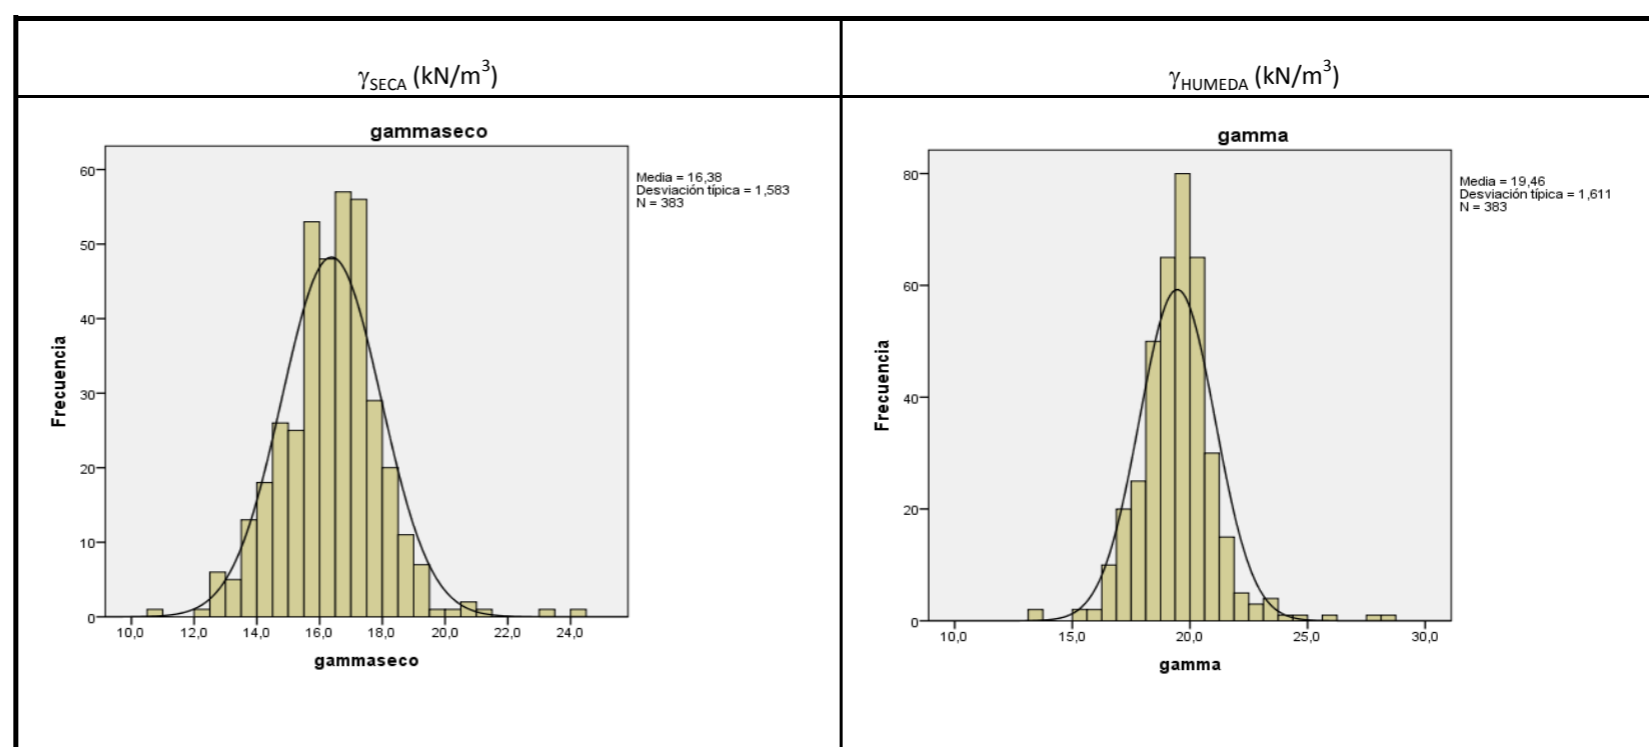 γSECA (kN/m³)
γHUMEDA (kN/m³)
gammaseco
60
50
40
30
20
10
0
Frecuencia
10,0 12,0 14,0 16,0 18,0 20,0 22,0 24,0
gammaseco
Media = 16,38
Desviación típica = 1,583
N = 383
gamma
80
60
40
20
0
Frecuencia
10,0 15,0 20,0 25,0 30,0
gamma
Media = 19,46
Desviación típica = 1,611
N = 383